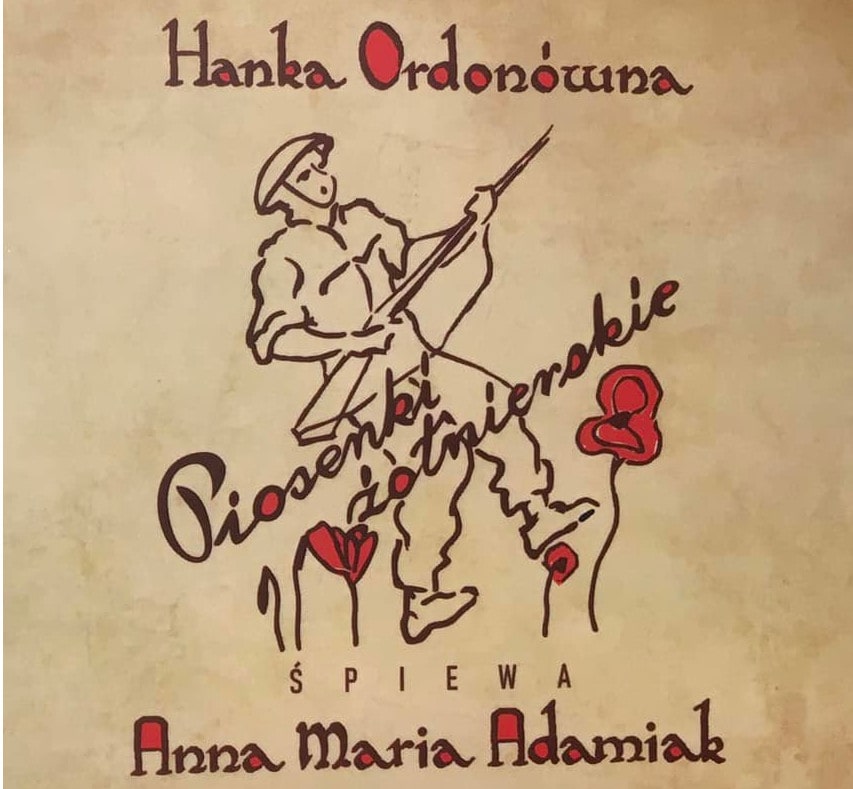 Hanka Ordonówna
Piosenki
żołnierskie
ŚPIEWA
Anna Maria Adamiak